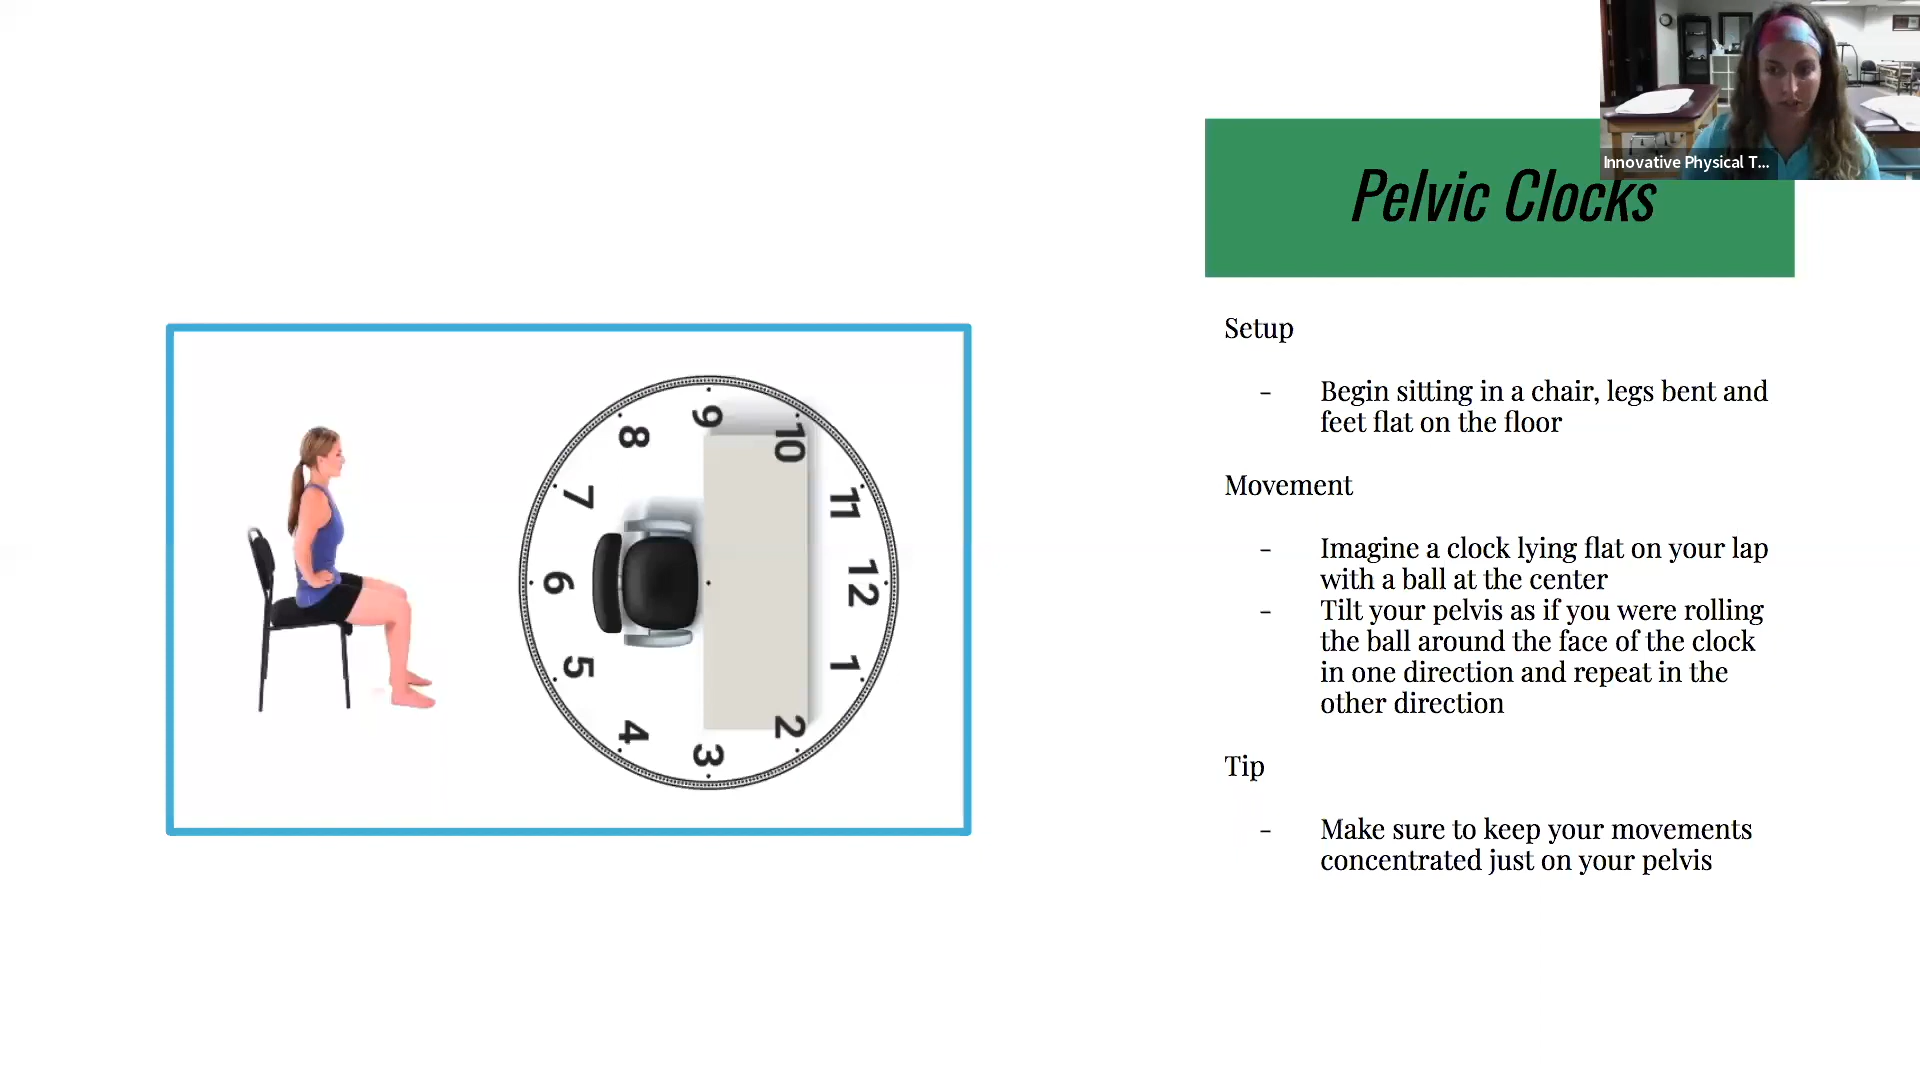 Innovative Physical T...
Pelvic Clocks
Setup
- Begin sitting in a chair, legs bent and
feet flat on the floor
Movement
- Imagine a clock lying flat on your lap
with a ball at the center
- Tilt your pelvis as if you were rolling
the ball around the face of the clock
in one direction and repeat in the
other direction
Tip
- Make sure to keep your movements
concentrated just on your pelvis
9
10
8
7
11
6
12
5
1
4
2
3